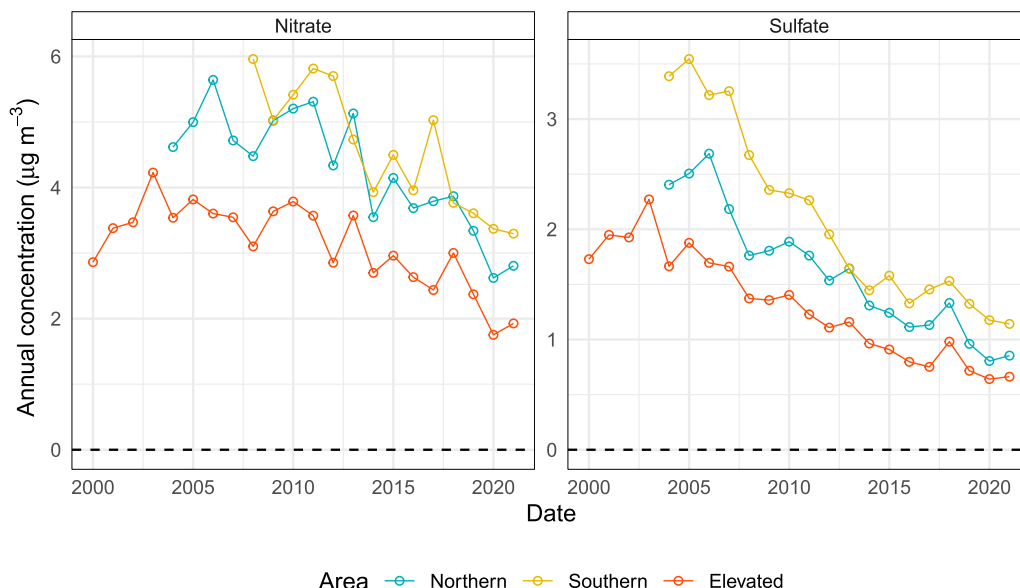 Nitrate
Sulfate
Annual concentration (µg m⁻³)
6
4
2
0
3
2
1
0
2000 2005 2010 2015 2020
2000 2005 2010 2015 2020
Date
Area Northern Southern Elevated